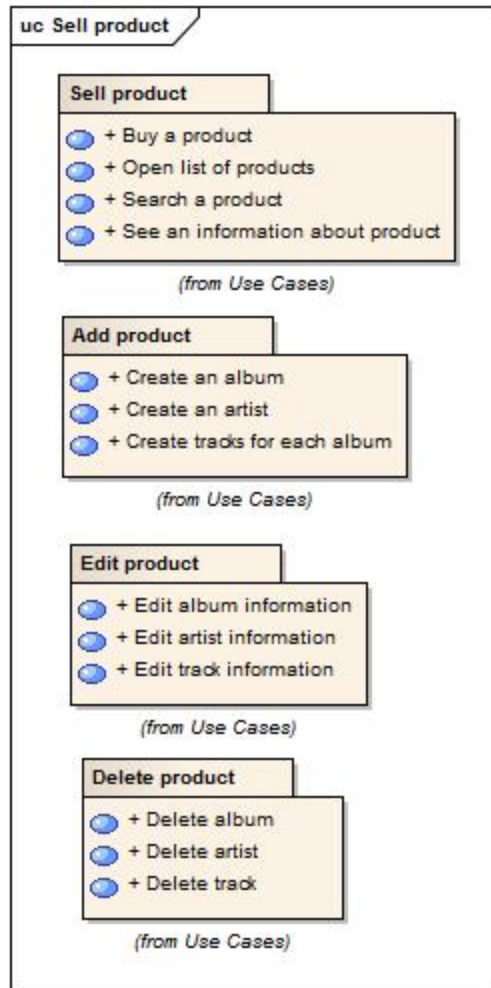 uc Sell product
Sell product
+ Buy a product
+ Open list of products
+ Search a product
+ See an information about product
(from Use Cases)
Add product
+ Create an album
+ Create an artist
+ Create tracks for each album
(from Use Cases)
Edit product
+ Edit album information
+ Edit artist information
+ Edit track information
(from Use Cases)
Delete product
+ Delete album
+ Delete artist
+ Delete track
(from Use Cases)